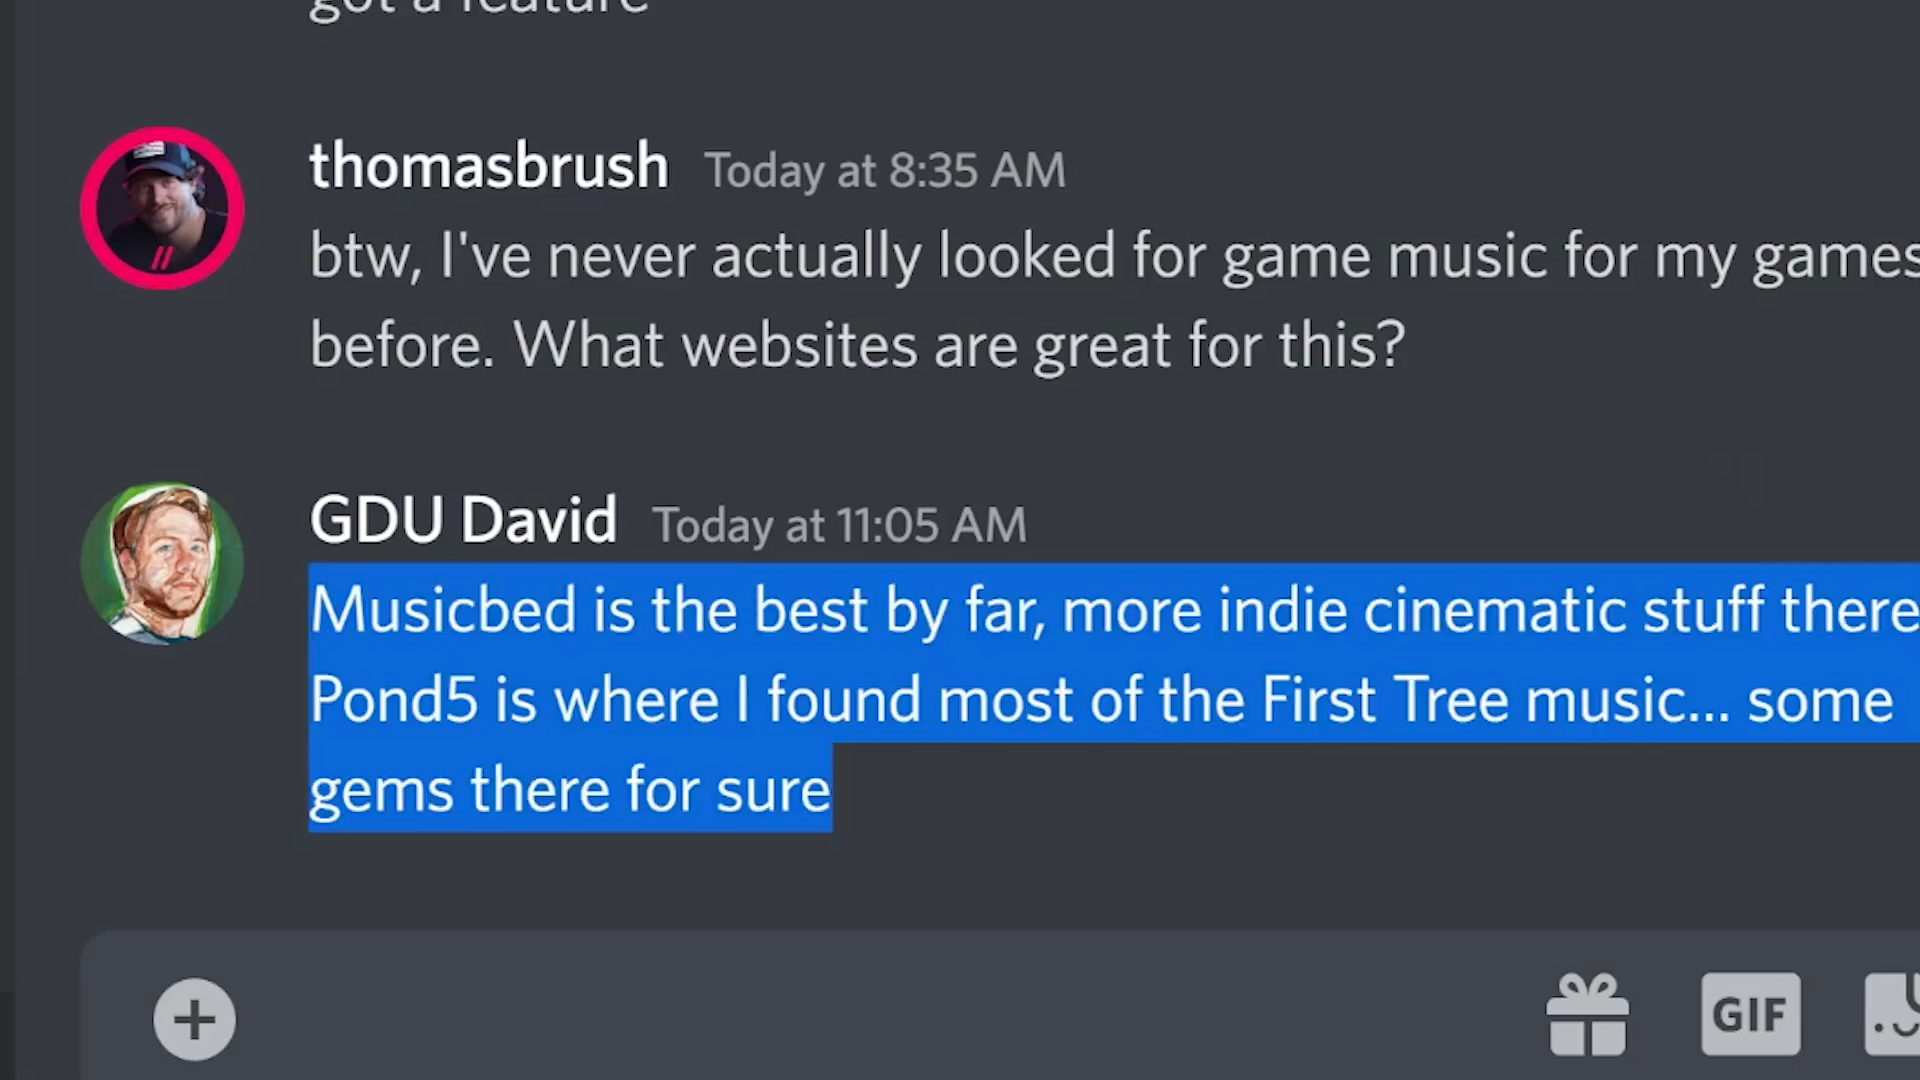 got a feature
thomasbrush Today at 8:35 AM
btw, I've never actually looked for game music for my games
before. What websites are great for this?
GDU David Today at 11:05 AM
Musicbed is the best by far, more indie cinematic stuff there
Pond5 is where I found most of the First Tree music... some
gems there for sure
GIF